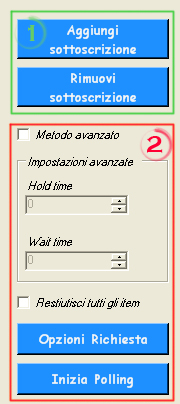 1
Aggiungi
sottoscrizione
Rimuovi
sottoscrizione
2
Metodo avanzato
Impostazioni avanzate
Hold time
0
Wait time
0
Restiutisci tutti gli item
Opzioni Richiesta
Inizia Polling